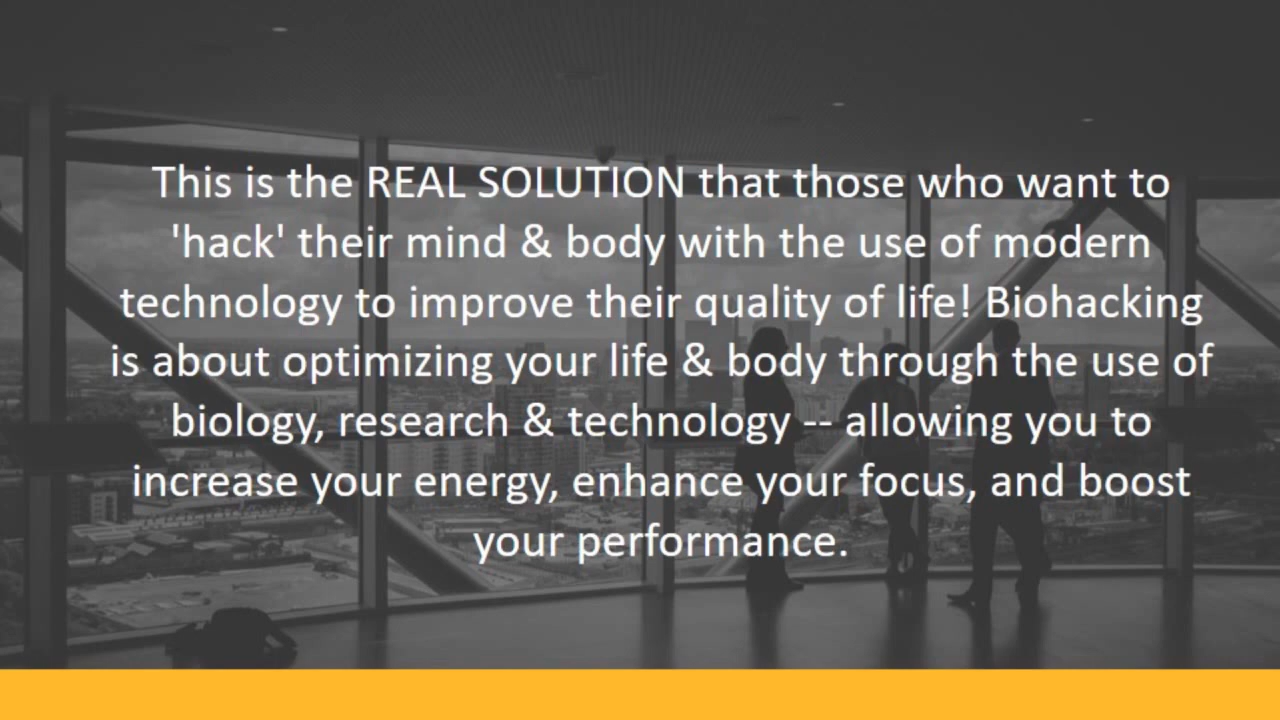 This is the REAL SOLUTION that those who want to
'hack' their mind & body with the use of modern
technology to improve their quality of life! Biohacking
is about optimizing your life & body through the use of
biology, research & technology -- allowing you to
increase your energy, enhance your focus, and boost
your performance.